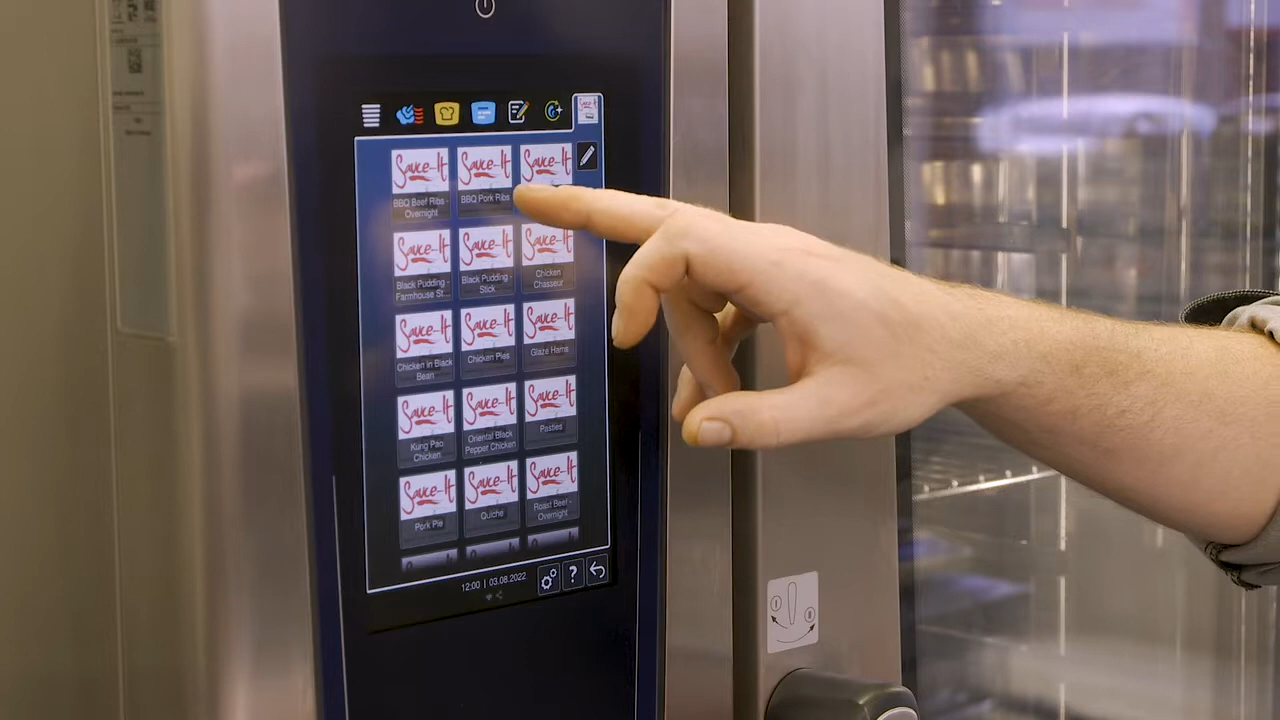 Sauce-It
Sauce-It
Sauce-It
Sauce-It
BBQ Beef Ribs -
Overnight
BBQ Pork Ribs
Sauce-It
Sauce-It
Sauce-It
Black Pudding -
Farmhouse St...
Black Pudding -
Stick
Chicken
Chasseur
Sauce-It
Sauce-It
Sauce-It
Chicken in Black
Bean
Chicken Pies
Glaze Hams
Sauce-It
Sauce-It
Sauce-It
Kung Pao
Chicken
Oriental Black
Pepper Chicken
Pasties
Sauce-It
Sauce-It
Sauce-It
Pork Pie
Quiche
Roast Beef -
Overnight
12:00 | 03.08.2022
?